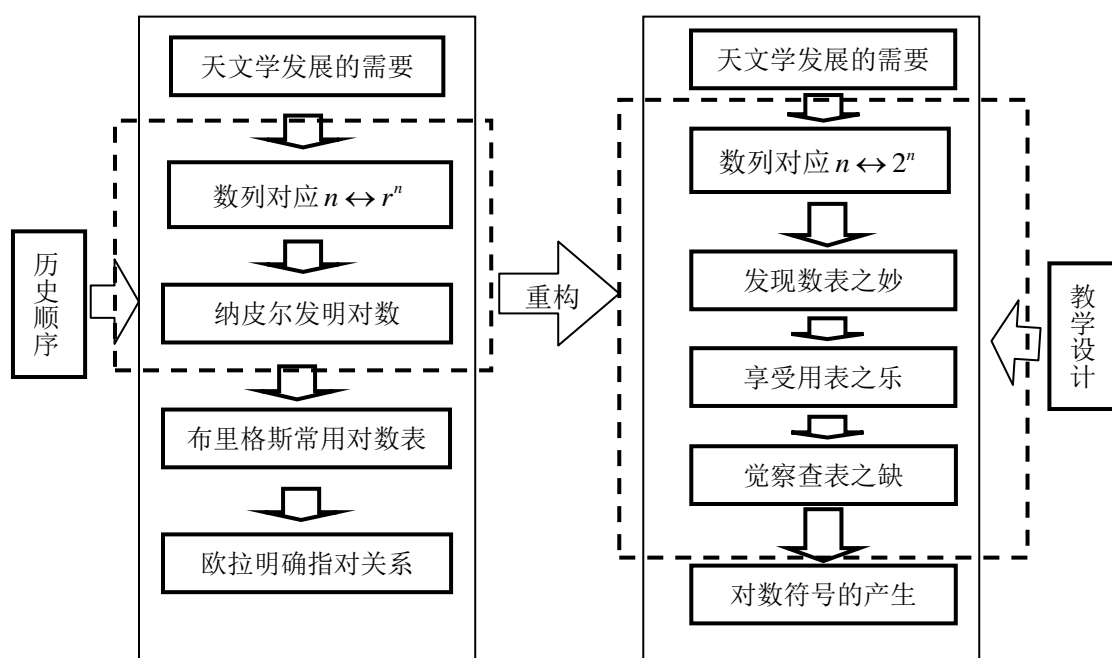 天文学发展的需要
数列对应 n ↔ rⁿ
纳皮尔发明对数
布里格斯常用对数表
欧拉明确指对关系
历史顺序
重构
天文学发展的需要
数列对应 n ↔ 2ⁿ
发现数表之妙
享受用表之乐
觉察查表之缺
对数符号的产生
教学设计